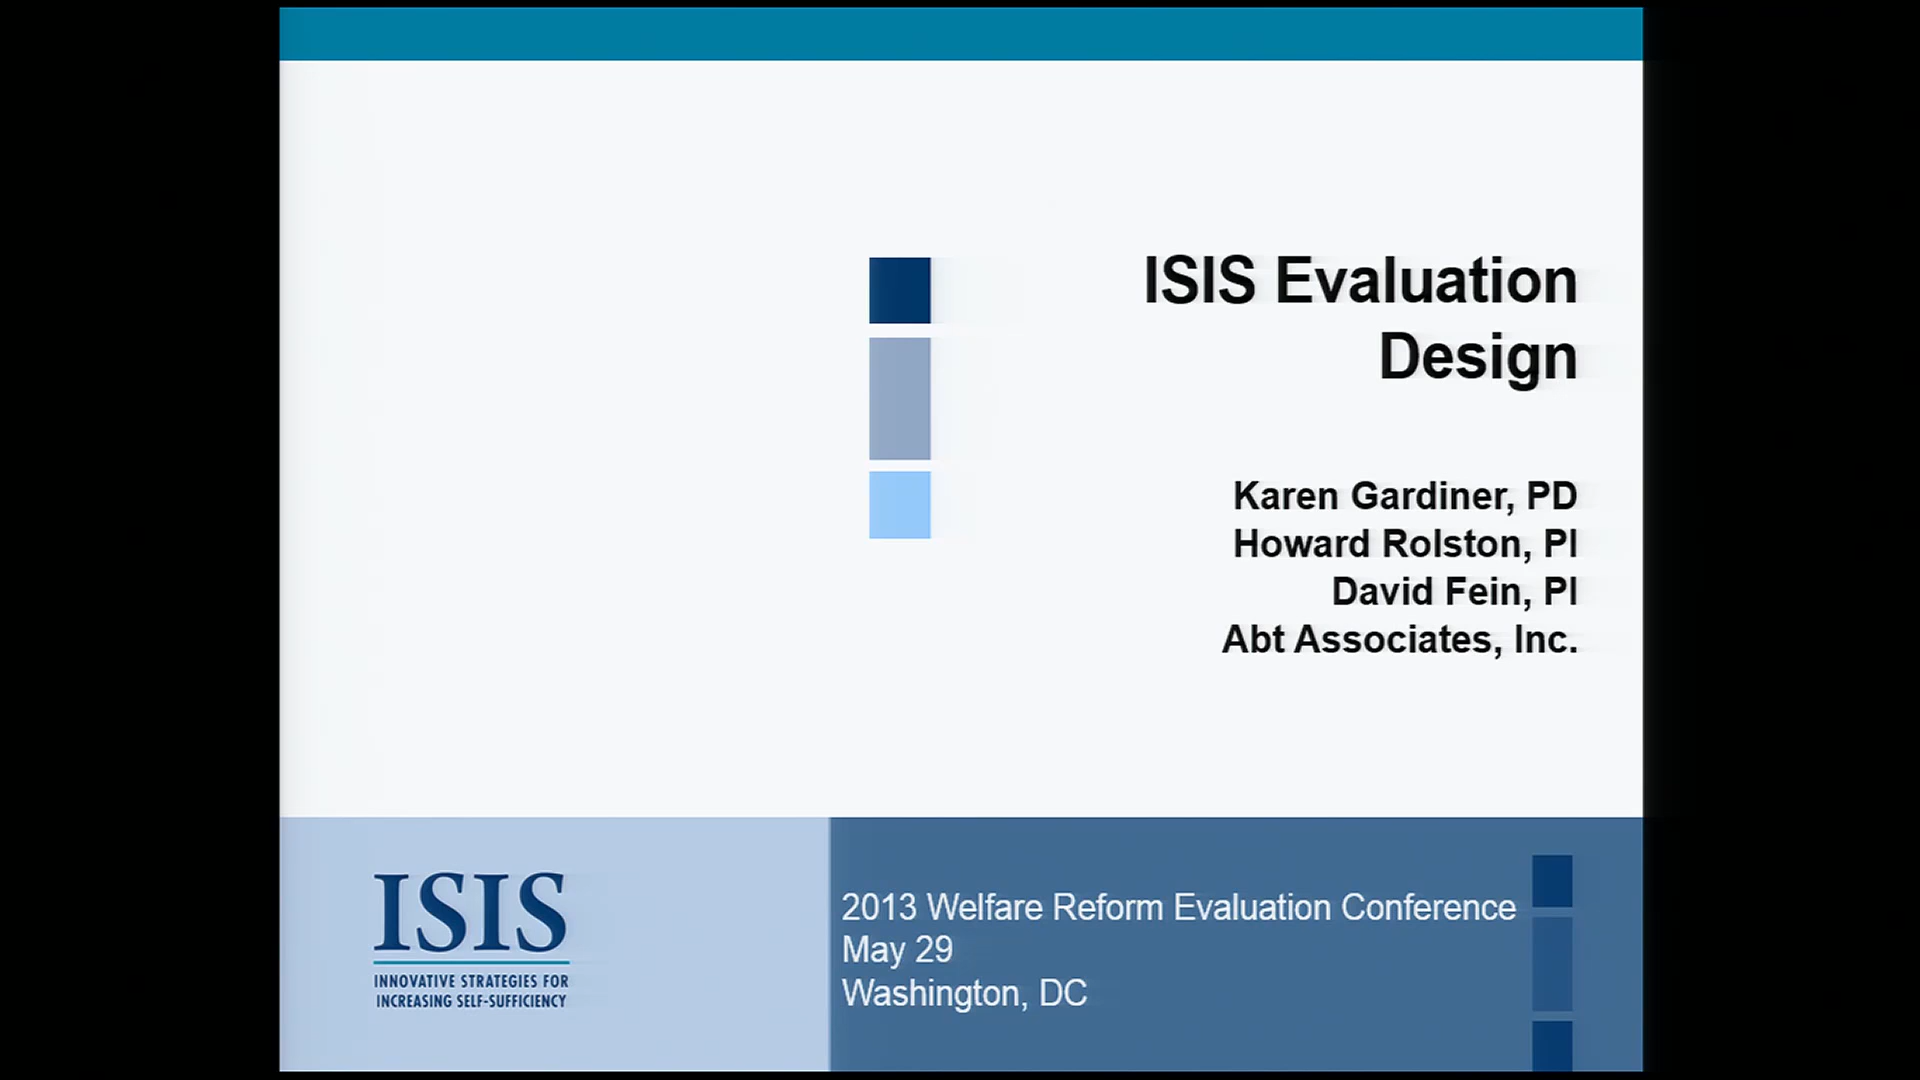 ISIS Evaluation
Design
Karen Gardiner, PD
Howard Rolston, PI
David Fein, PI
Abt Associates, Inc.
ISIS
INNOVATIVE STRATEGIES FOR
INCREASING SELF-SUFFICIENCY
2013 Welfare Reform Evaluation Conference
May 29
Washington, DC